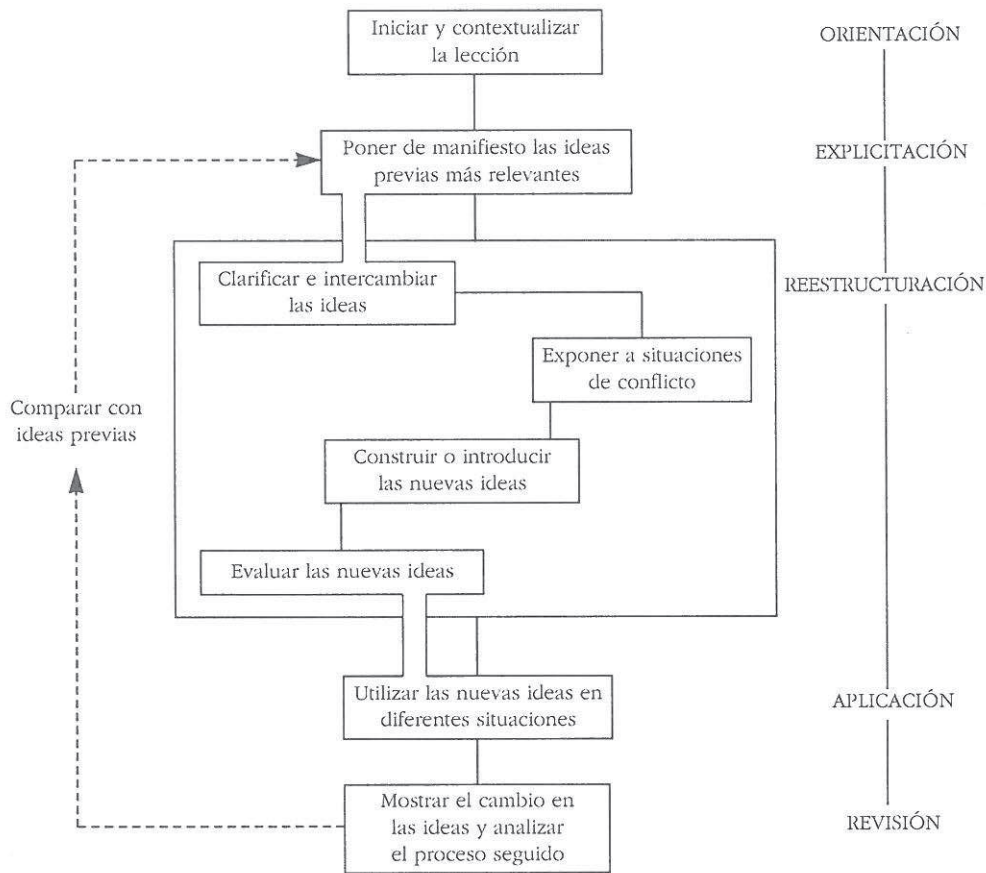 Iniciar y contextualizar
la lección
ORIENTACIÓN
Poner de manifiesto las ideas
previas más relevantes
EXPLICITACIÓN
Clarificar e intercambiar
las ideas
REESTRUCTURACIÓN
Exponer a situaciones
de conflicto
Comparar con
ideas previas
Construir o introducir
las nuevas ideas
Evaluar las nuevas ideas
Utilizar las nuevas ideas en
diferentes situaciones
APLICACIÓN
Mostrar el cambio en
las ideas y analizar
el proceso seguido
REVISIÓN